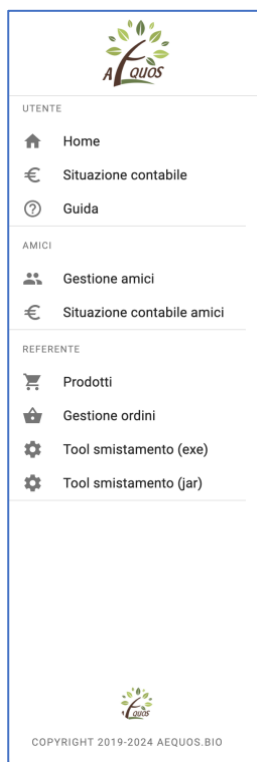 AEQUOS
UTENTE
Home
Situazione contabile
Guida
AMICI
Gestione amici
Situazione contabile amici
REFERENTE
Prodotti
Gestione ordini
Tool smistamento (exe)
Tool smistamento (jar)
AEQUOS
COPYRIGHT 2019-2024 AEQUOS.BIO